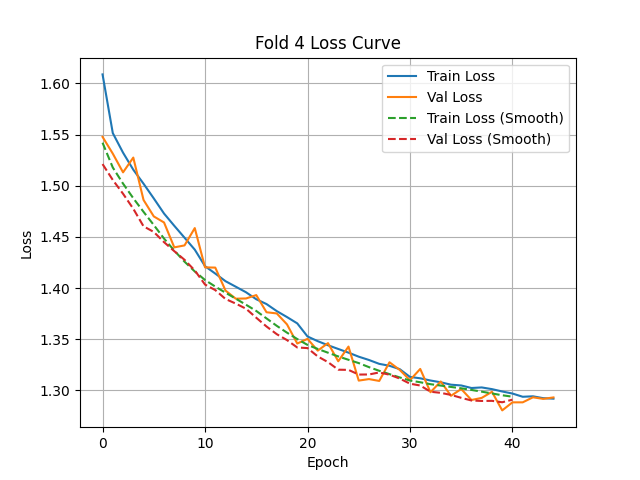 Fold 4 Loss Curve
Train Loss
Val Loss
Train Loss (Smooth)
Val Loss (Smooth)
Loss
1.60
1.55
1.50
1.45
1.40
1.35
1.30
0 10 20 30 40
Epoch